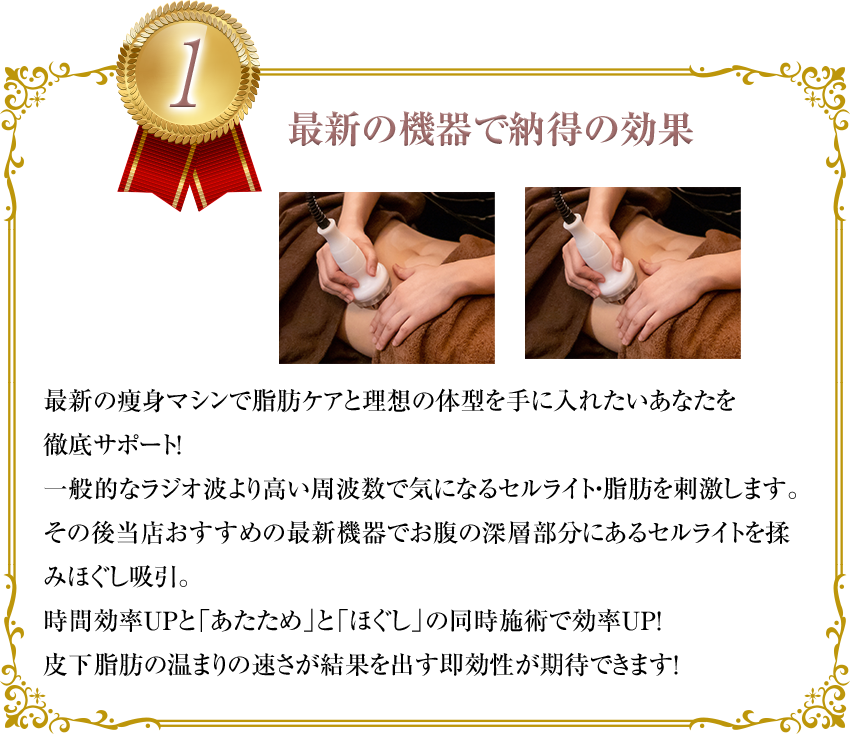 1
最新の機器で納得の効果
最新の痩身マシンで脂肪ケアと理想の体型を手に入れたいあなたを
徹底サポート!
一般的なラジオ波より高い周波数で気になるセルライト・脂肪を刺激します。
その後当店おすすめの最新機器でお腹の深層部分にあるセルライトを揉
みほぐし吸引。
時間効率UPと「あたため」と「ほぐし」の同時施術で効率UP!
皮下脂肪の温まりの速さが結果を出す即効性が期待できます!